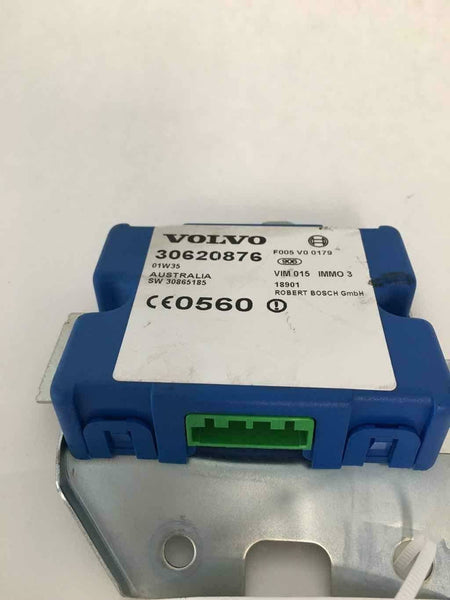 VOLVO
30620876
01W35
AUSTRALIA
SW 30865185
CE0560
F005 V0 0179
VIM 015 IMMO 3
18901
ROBERT BOSCH GmbH